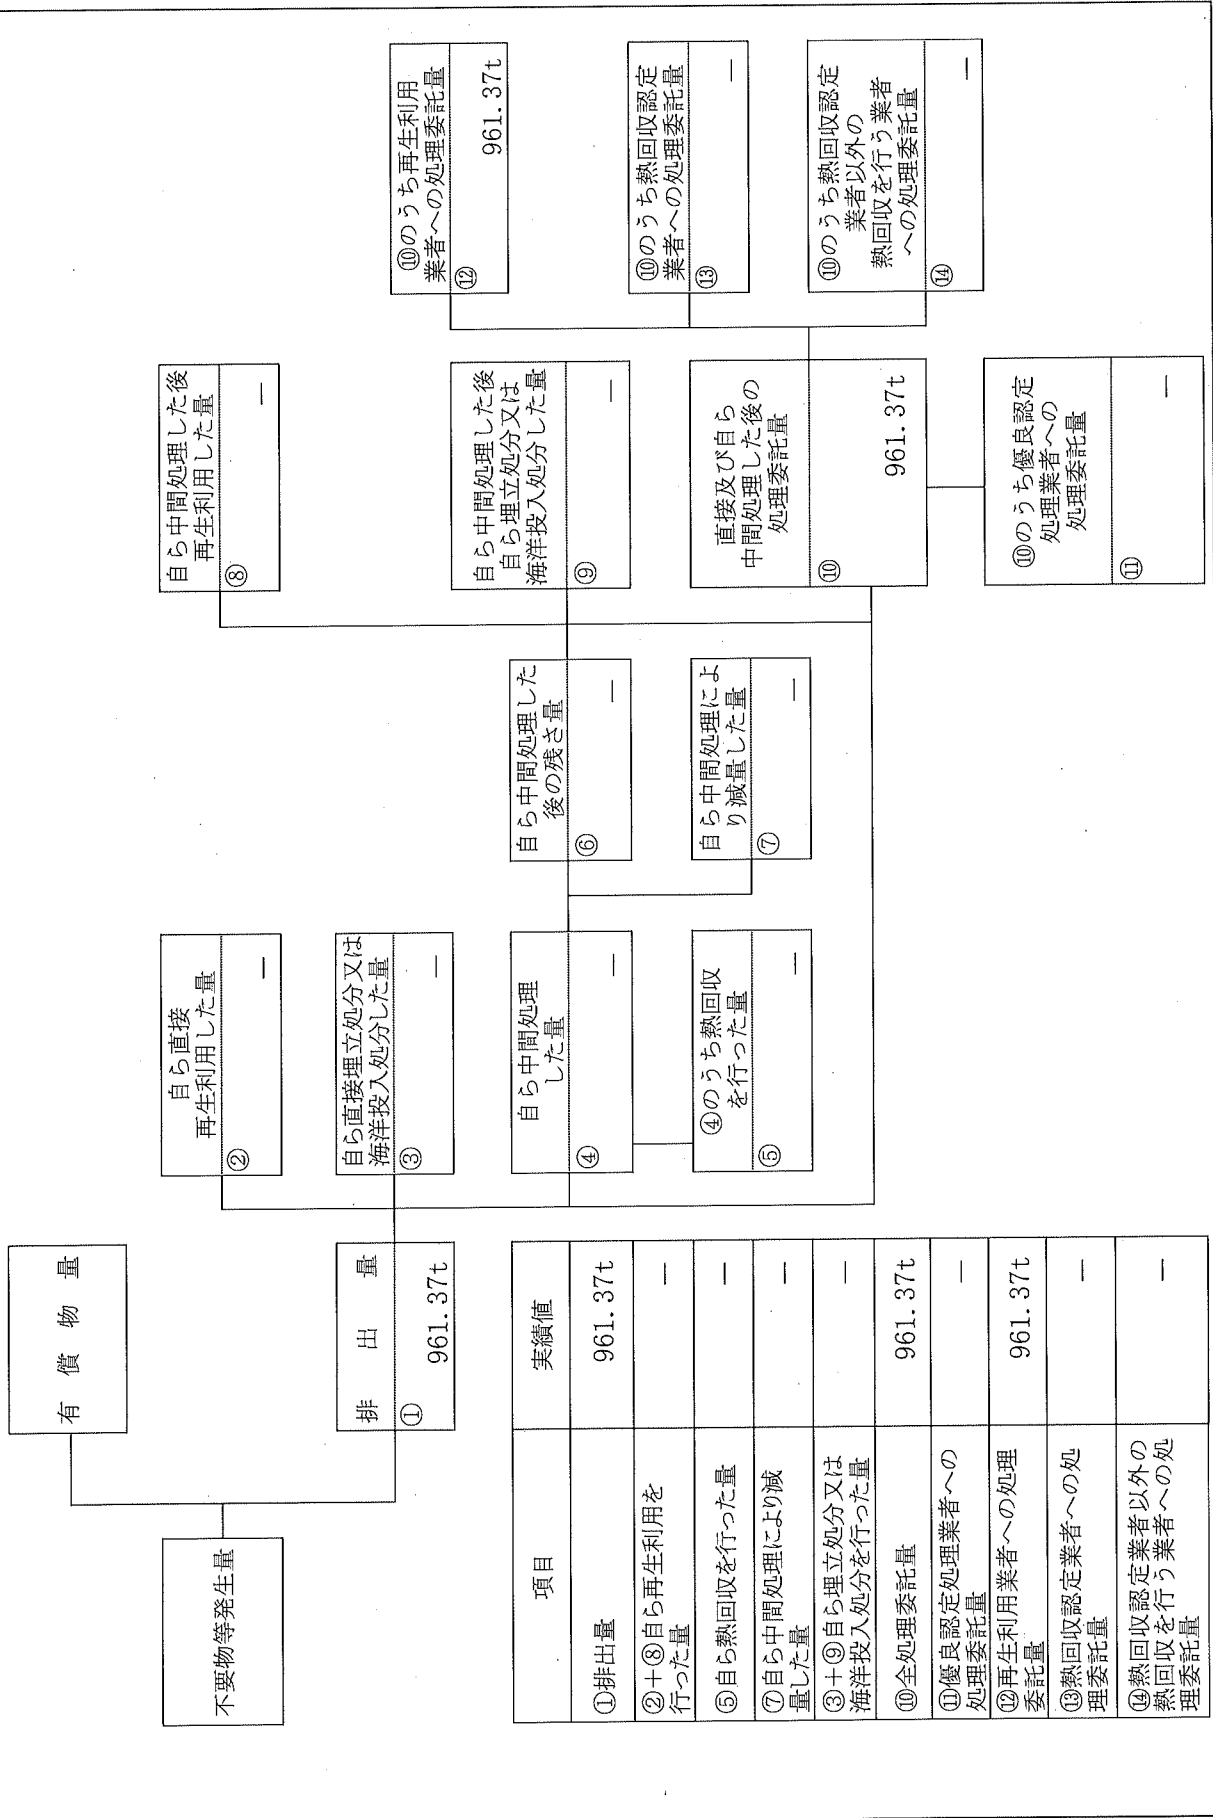 不要物等発生量
有償物量
排出量
① 961.37t
自ら直接
再生利用した量
② －
自ら直接埋立処分又は
海洋投入処分した量
③ －
自ら中間処理
した量
④ －
④のうち熱回収
を行った量
⑤ －
自ら中間処理した
後の残さ量
⑥ －
自ら中間処理によ
り減量した量
⑦ －
自ら中間処理した後
再生利用した量
⑧ －
自ら中間処理した後
自ら埋立処分又は
海洋投入処分した量
⑨ －
直接及び自ら
中間処理した後の
処理委託量
⑩ 961.37t
⑩のうち優良認定
処理業者への
処理委託量
⑪ －
⑩のうち再生利用
業者への処理委託量
⑫ 961.37t
⑩のうち熱回収認定
業者への処理委託量
⑬ －
⑩のうち熱回収認定
業者以外の
熱回収を行う業者
への処理委託量
⑭ －
項目 実績値
①排出量 961.37t
②＋⑧自ら再生利用を
行った量 －
⑤自ら熱回収を行った量 －
⑦自ら中間処理により減
量した量 －
③＋⑨自ら埋立処分又は
海洋投入処分を行った量 －
⑩全処理委託量 961.37t
⑪優良認定処理業者への
処理委託量 －
⑫再生利用業者への処理
委託量 961.37t
⑬熱回収認定業者への処
理委託量 －
⑭熱回収認定業者以外の
熱回収を行う業者への処
理委託量 －